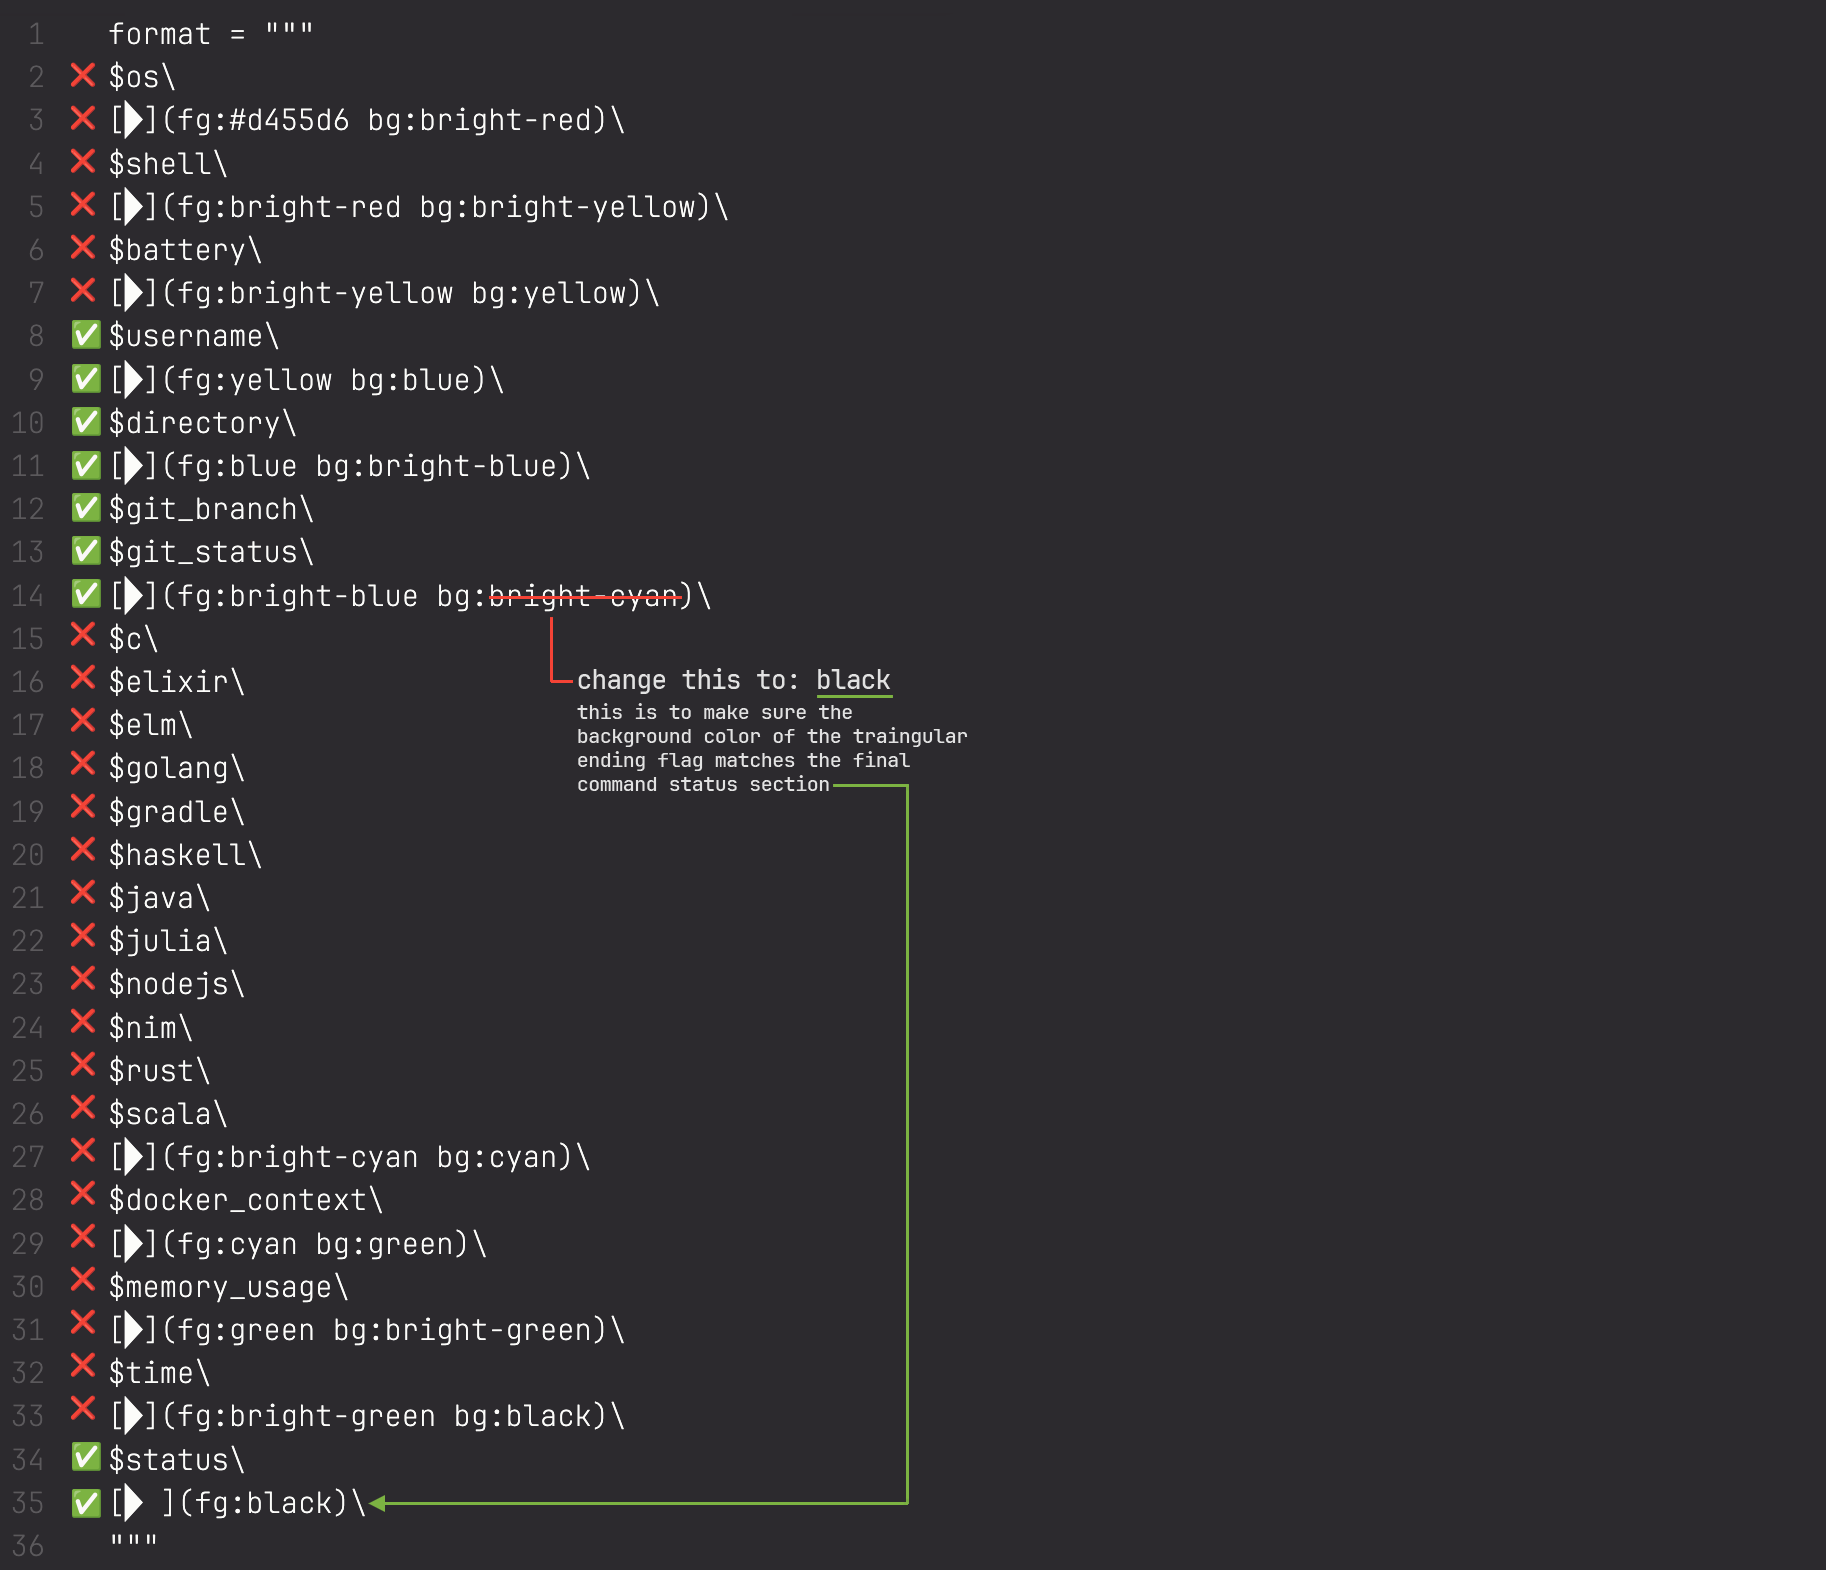 1 format = """
2 ❌ $os\
3 ❌ [](fg:#d455d6 bg:bright-red)\
4 ❌ $shell\
5 ❌ [](fg:bright-red bg:bright-yellow)\
6 ❌ $battery\
7 ❌ [](fg:bright-yellow bg:yellow)\
8 ✅ $username\
9 ✅ [](fg:yellow bg:blue)\
10 ✅ $directory\
11 ✅ [](fg:blue bg:bright-blue)\
12 ✅ $git_branch\
13 ✅ $git_status\
14 ✅ [](fg:bright-blue bg:bright-cyan)\
15 ❌ $c\
16 ❌ $elixir\
change this to: black
17 ❌ $elm\
this is to make sure the
background color of the traingular
18 ❌ $golang\
ending flag matches the final
command status section
19 ❌ $gradle\
20 ❌ $haskell\
21 ❌ $java\
22 ❌ $julia\
23 ❌ $nodejs\
24 ❌ $nim\
25 ❌ $rust\
26 ❌ $scala\
27 ❌ [](fg:bright-cyan bg:cyan)\
28 ❌ $docker_context\
29 ❌ [](fg:cyan bg:green)\
30 ❌ $memory_usage\
31 ❌ [](fg:green bg:bright-green)\
32 ❌ $time\
33 ❌ [](fg:bright-green bg:black)\
34 ✅ $status\
35 ✅ [ ](fg:black)\
36 """